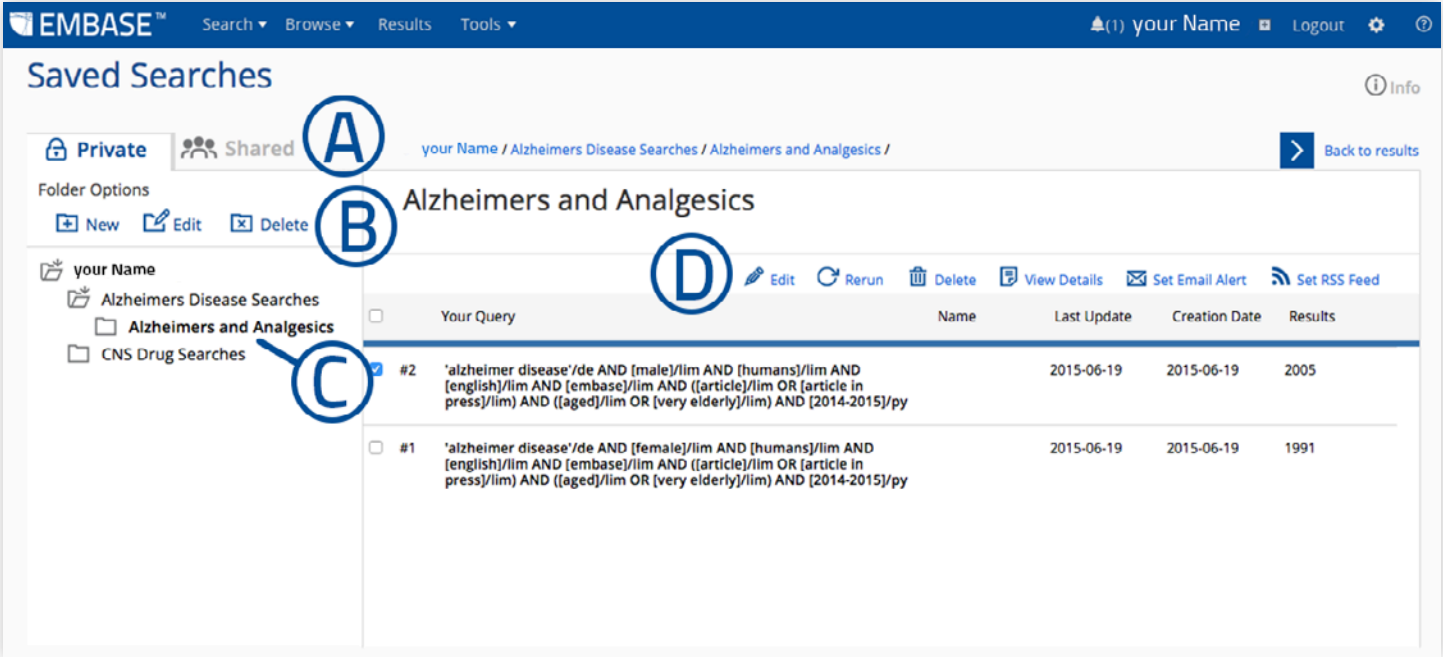 EMBASE™ Search Browse Results Tools (1) your Name Logout
Saved Searches
Info
Private Shared A your Name / Alzheimers Disease Searches / Alzheimers and Analgesics / Back to results
Folder Options
New Edit Delete B
Alzheimers and Analgesics
your Name
Alzheimers Disease Searches
Alzheimers and Analgesics
CNS Drug Searches
C
D Edit Rerun Delete View Details Set Email Alert Set RSS Feed
Your Query Name Last Update Creation Date Results
#2 'alzheimer disease'/de AND [male]/lim AND [humans]/lim AND 2015-06-19 2015-06-19 2005
[english]/lim AND [embase]/lim AND ([article]/lim OR [article in
press]/lim) AND ([aged]/lim OR [very elderly]/lim) AND [2014-2015]/py
#1 'alzheimer disease'/de AND [female]/lim AND [humans]/lim AND 2015-06-19 2015-06-19 1991
[english]/lim AND [embase]/lim AND ([article]/lim OR [article in
press]/lim) AND ([aged]/lim OR [very elderly]/lim) AND [2014-2015]/py